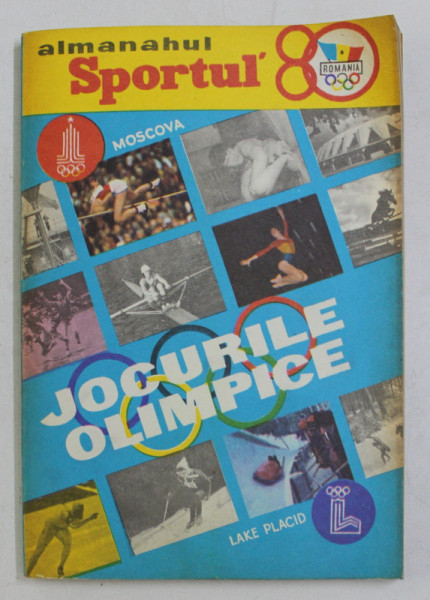 almanahul
Sportul '80
ROMANIA
MOSCOVA
JOCURILE
OLIMPICE
LAKE PLACID